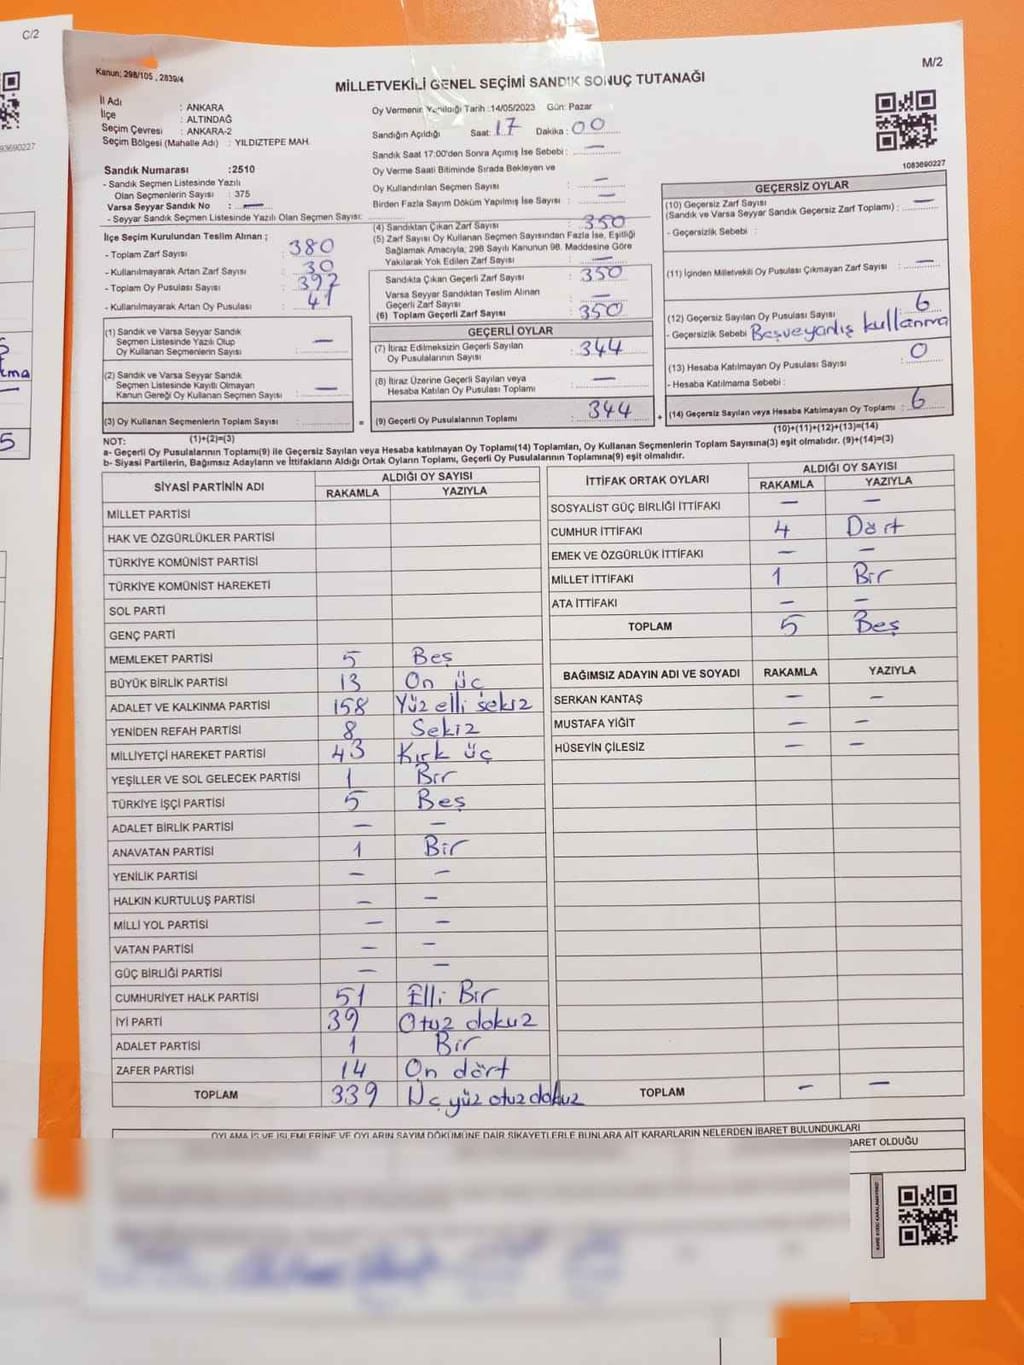 C/2
93690227
Kanun; 298/105 , 2839/4
M/2
MİLLETVEKİLİ GENEL SEÇİMİ SANDIK SONUÇ TUTANAĞI
İl Adı : ANKARA
İlçe : ALTINDAĞ
Seçim Çevresi : ANKARA-2
Seçim Bölgesi (Mahalle Adı) : YILDIZTEPE MAH.
Sandık Numarası :2510
- Sandık Seçmen Listesinde Yazılı
Olan Seçmenlerin Sayısı : 375
Varsa Seyyar Sandık No : —
- Seyyar Sandık Seçmen Listesinde Yazılı Olan Seçmen Sayısı:
İlçe Seçim Kurulundan Teslim Alınan ;
- Toplam Zarf Sayısı : 380
- Kullanılmayarak Artan Zarf Sayısı : 30
- Toplam Oy Pusulası Sayısı : 397
- Kullanılmayarak Artan Oy Pusulası : 41
(1) Sandık ve Varsa Seyyar Sandık
Seçmen Listesinde Yazılı Olup
Oy Kullanan Seçmenlerin Sayısı : —
(2) Sandık ve Varsa Seyyar Sandık
Seçmen Listesinde Kayıtlı Olmayan
Kanun Gereği Oy Kullanan Seçmen Sayısı : —
(3) Oy Kullanan Seçmenlerin Toplam Sayısı :
(1)+(2)=(3)
Oy Vermenin Yapıldığı Tarih :14/05/2023 Gün: Pazar
Sandığın Açıldığı Saat: 17 Dakika : 00
Sandık Saat 17:00'den Sonra Açımış İse Sebebi : —
Oy Verme Saati Bitiminde Sırada Bekleyen ve
Oy Kullandırılan Seçmen Sayısı : —
Birden Fazla Sayım Döküm Yapılmış İse Sayısı : —
(4) Sandıktan Çıkan Zarf Sayısı : 350
(5) Zarf Sayısı Oy Kullanan Seçmen Sayısından Fazla İse, Eşitliği
Sağlamak Amacıyla, 298 Sayılı Kanunun 98. Maddesine Göre
Yakılarak Yok Edilen Zarf Sayısı : —
Sandıkta Çıkan Geçerli Zarf Sayısı : 350
Varsa Seyyar Sandıktan Teslim Alınan
Geçerli Zarf Sayısı : —
(6) Toplam Geçerli Zarf Sayısı : 350
GEÇERLİ OYLAR
(7) İtiraz Edilmeksizin Geçerli Sayılan
Oy Pusulalarının Sayısı : 344
(8) İtiraz Üzerine Geçerli Sayılan veya
Hesaba Katılan Oy Pusulası Toplamı : —
= (9) Geçerli Oy Pusulalarının Toplamı : 344
1083690227
GEÇERSİZ OYLAR
(10) Geçersiz Zarf Sayısı
(Sandık ve Varsa Seyyar Sandık Geçersiz Zarf Toplamı) : —
- Geçersizlik Sebebi :
(11) İçinden Milletvekili Oy Pusulası Çıkmayan Zarf Sayısı : —
(12) Geçersiz Sayılan Oy Pusulası Sayısı : 6
- Geçersizlik Sebebi Boşveyanlış kullanma
(13) Hesaba Katılmayan Oy Pusulası Sayısı : 0
- Hesaba Katılmama Sebebi :
+ (14) Geçersiz Sayılan veya Hesaba Katılmayan Oy Toplamı : 6
(10)+(11)+(12)+(13)=(14)
NOT:
a- Geçerli Oy Pusulalarının Toplamı(9) ile Geçersiz Sayılan veya Hesaba katılmayan Oy Toplamı(14) Toplamları, Oy Kullanan Seçmenlerin Toplam Sayısına(3) eşit olmalıdır. (9)+(14)=(3)
b- Siyasi Partilerin, Bağımsız Adayların ve İttifakların Aldığı Ortak Oyların Toplamı, Geçerli Oy Pusulalarının Toplamına(9) eşit olmalıdır.
SİYASİ PARTİNİN ADI ALDIĞI OY SAYISI
RAKAMLA YAZIYLA
MİLLET PARTİSİ
HAK VE ÖZGÜRLÜKLER PARTİSİ
TÜRKİYE KOMÜNİST PARTİSİ
TÜRKİYE KOMÜNİST HAREKETİ
SOL PARTİ
GENÇ PARTİ
MEMLEKET PARTİSİ 5 Beş
BÜYÜK BİRLİK PARTİSİ 13 On üç
ADALET VE KALKINMA PARTİSİ 158 Yüz elli sekiz
YENİDEN REFAH PARTİSİ 8 Sekiz
MİLLİYETÇİ HAREKET PARTİSİ 43 Kırk üç
YEŞİLLER VE SOL GELECEK PARTİSİ 1 Bir
TÜRKİYE İŞÇİ PARTİSİ 5 Beş
ADALET BİRLİK PARTİSİ — —
ANAVATAN PARTİSİ 1 Bir
YENİLİK PARTİSİ — —
HALKIN KURTULUŞ PARTİSİ — —
MİLLİ YOL PARTİSİ — —
VATAN PARTİSİ — —
GÜÇ BİRLİĞİ PARTİSİ — —
CUMHURİYET HALK PARTİSİ 51 Elli Bir
İYİ PARTİ 39 Otuz dokuz
ADALET PARTİSİ 1 Bir
ZAFER PARTİSİ 14 On dört
TOPLAM 339 Üç yüz otuz dokuz
İTTİFAK ORTAK OYLARI ALDIĞI OY SAYISI
RAKAMLA YAZIYLA
SOSYALİST GÜÇ BİRLİĞİ İTTİFAKI — —
CUMHUR İTTİFAKI 4 Dört
EMEK VE ÖZGÜRLÜK İTTİFAKI — —
MİLLET İTTİFAKI 1 Bir
ATA İTTİFAKI — —
TOPLAM 5 Beş
BAĞIMSIZ ADAYIN ADI VE SOYADI RAKAMLA YAZIYLA
SERKAN KANTAŞ — —
MUSTAFA YİĞİT — —
HÜSEYİN ÇİLESİZ — —
TOPLAM — —
OYLAMA İŞ VE İŞLEMLERİNE VE OYLARIN SAYIM DÖKÜMÜNE DAİR ŞİKAYETLERLE BUNLARA AİT KARARLARIN NELERDEN İBARET BULUNDUKLARI
BARET OLDUĞU